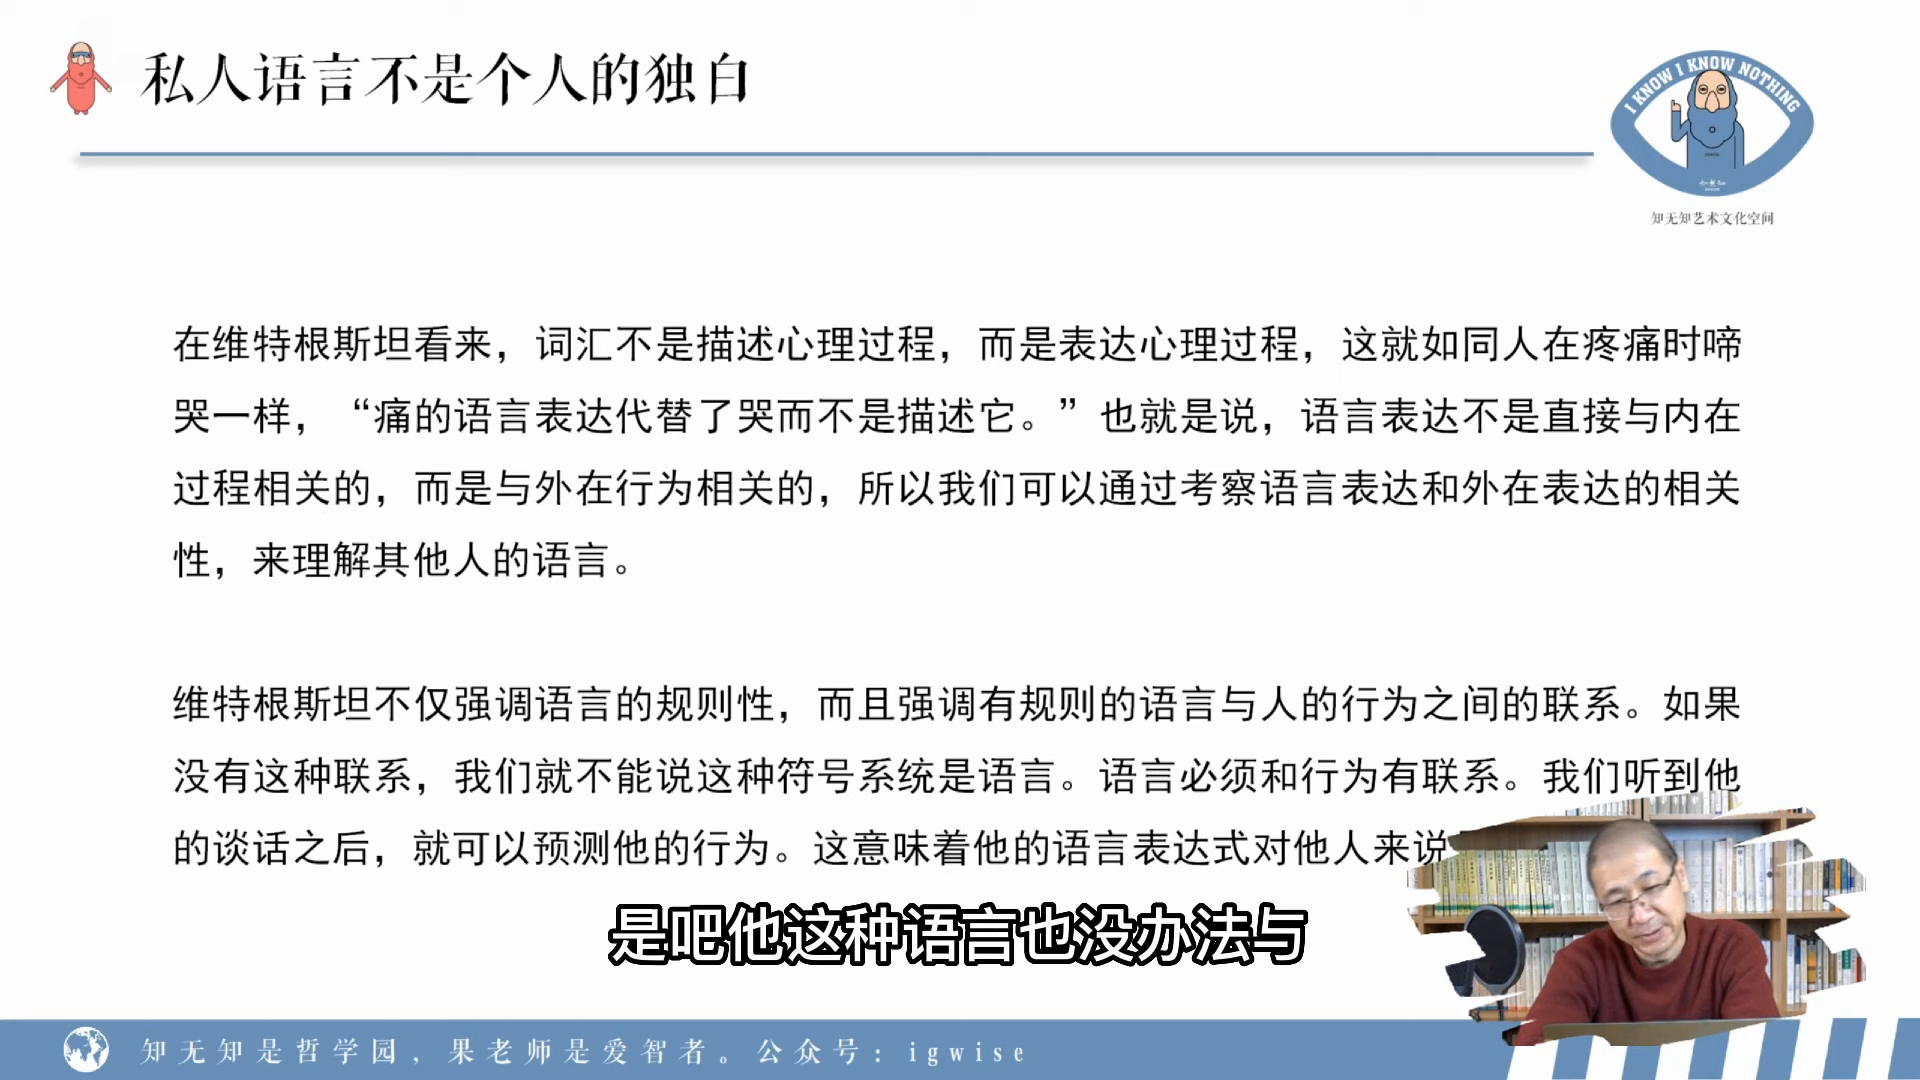 私人语言不是个人的独白
I KNOW I KNOW NOTHING
知无知艺术文化空间
在维特根斯坦看来，词汇不是描述心理过程，而是表达心理过程，这就如同人在疼痛时啼
哭一样，“痛的语言表达代替了哭而不是描述它。”也就是说，语言表达不是直接与内在
过程相关的，而是与外在行为相关的，所以我们可以通过考察语言表达和外在表达的相关
性，来理解其他人的语言。
维特根斯坦不仅强调语言的规则性，而且强调有规则的语言与人的行为之间的联系。如果
没有这种联系，我们就不能说这种符号系统是语言。语言必须和行为有联系。我们听到他
的谈话之后，就可以预测他的行为。这意味着他的语言表达式对他人来说
是吧他这种语言也没办法与
知无知是哲学园，果老师是爱智者。公众号：igwise